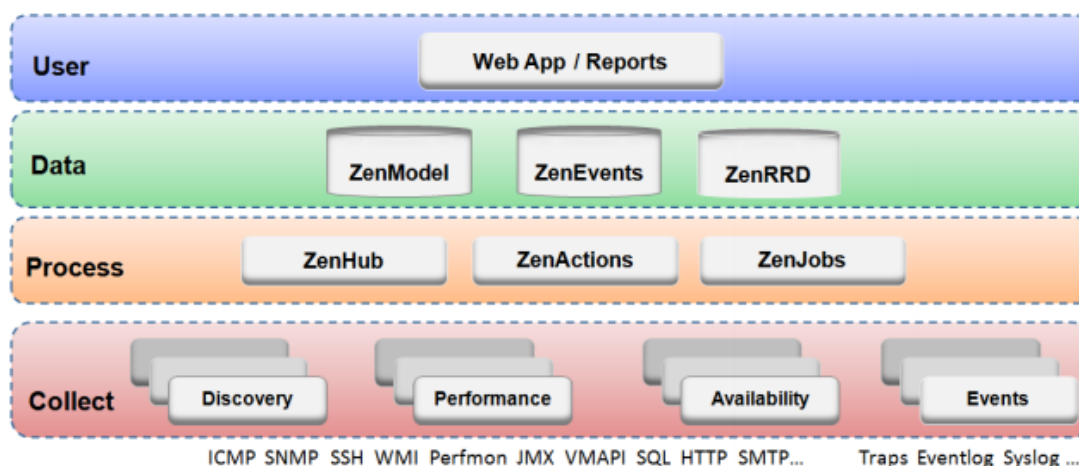 User
Web App / Reports
Data
ZenModel
ZenEvents
ZenRRD
Process
ZenHub
ZenActions
ZenJobs
Collect
Discovery
Performance
Availability
Events
ICMP SNMP SSH WMI Perfmon JMX VMAPI SQL HTTP SMTP... Traps Eventlog Syslog ...